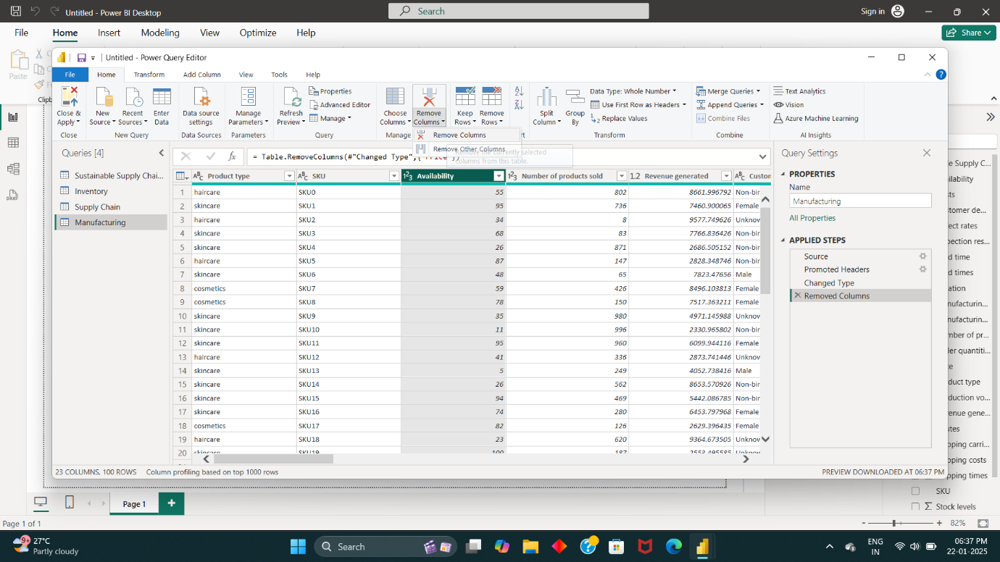 Untitled - Power BI Desktop
Search
Sign in
File Home Insert Modeling View Optimize Help
Share
Paste
Clipb
Untitled - Power Query Editor
File Home Transform Add Column View Tools Help
Close & Apply
New Source
Recent Sources
Enter Data
Data source settings
Manage Parameters
Refresh Preview
Properties
Advanced Editor
Manage
Choose Columns
Remove Columns
Keep Rows
Remove Rows
Split Column
Group By
Data Type: Whole Number
Use First Row as Headers
Replace Values
Merge Queries
Append Queries
Combine Files
Text Analytics
Vision
Azure Machine Learning
Close New Query Data Sources Parameters Query Manage Transform Combine AI Insights
Remove Columns
Remove Other Columns
Remove the currently selected
columns from this table.
Queries [4]
Sustainable Supply Chai...
Inventory
Supply Chain
Manufacturing
= Table.RemoveColumns(#"Changed Type",{"Price"})
Product type SKU Availability Number of products sold Revenue generated Custom
1 haircare SKU0 55 802 8661.996792 Non-bir
2 skincare SKU1 95 736 7460.900065 Female
3 haircare SKU2 34 8 9577.749626 Unknow
4 skincare SKU3 68 83 7766.836426 Non-bir
5 skincare SKU4 26 871 2686.505152 Non-bir
6 haircare SKU5 87 147 2828.348746 Non-bir
7 skincare SKU6 48 65 7823.47656 Male
8 cosmetics SKU7 59 426 8496.103813 Female
9 cosmetics SKU8 78 150 7517.363211 Female
10 skincare SKU9 35 980 4971.145988 Unknow
11 skincare SKU10 11 996 2330.965802 Non-bir
12 skincare SKU11 95 960 6099.944116 Female
13 haircare SKU12 41 336 2873.741446 Unknow
14 skincare SKU13 5 249 4052.738416 Male
15 skincare SKU14 26 562 8653.570926 Non-bir
16 skincare SKU15 94 469 5442.086785 Non-bir
17 skincare SKU16 74 280 6453.797968 Female
18 cosmetics SKU17 82 126 2629.396435 Female
19 haircare SKU18 23 620 9364.673505 Unknow
20 skincare SKU19 100 187 2553.495585 Unknow
Query Settings
PROPERTIES
Name
Manufacturing
All Properties
APPLIED STEPS
Source
Promoted Headers
Changed Type
Removed Columns
23 COLUMNS, 100 ROWS Column profiling based on top 1000 rows
PREVIEW DOWNLOADED AT 06:37 PM
e Supply C...
ilability
ts
tomer de...
ect rates
pection res...
d time
d times
ation
nufacturin...
nufacturin...
mber of pr...
er quantiti...
e
duct type
duction vo...
enue gene...
utes
pping carri...
pping costs
pping times
SKU
Stock levels
Page 1
Page 1 of 1
82%
9+
27°C
Partly cloudy
Search
ENG
IN
06:37 PM
22-01-2025